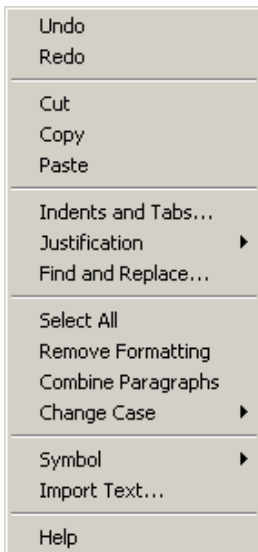 Undo
Redo
Cut
Copy
Paste
Indents and Tabs...
Justification
Find and Replace...
Select All
Remove Formatting
Combine Paragraphs
Change Case
Symbol
Import Text...
Help